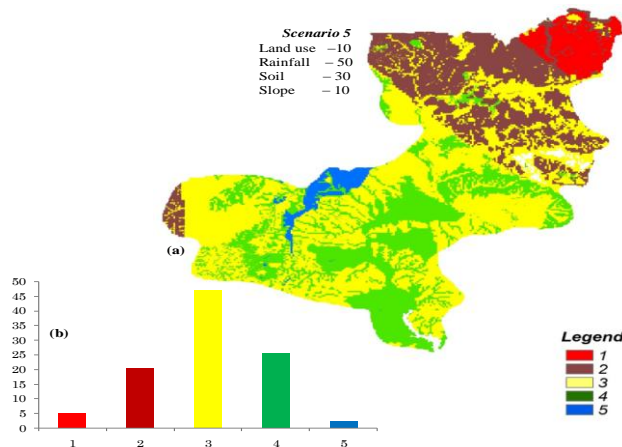 Scenario 5
Land use –10
Rainfall – 50
Soil – 30
Slope – 10
(a)
(b)
50
45
40
35
30
25
20
15
10
5
0
1 2 3 4 5
Legend
1
2
3
4
5